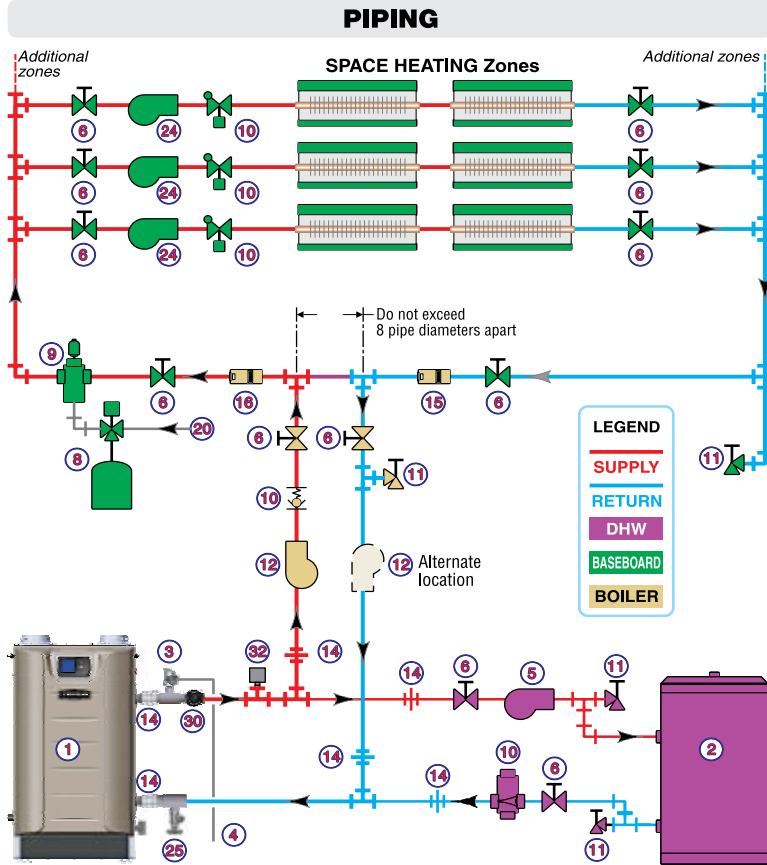 PIPING
Additional zones
Additional zones
SPACE HEATING Zones
6 24 10 6
6 24 10 6
6 24 10 6
Do not exceed
8 pipe diameters apart
9
6 16 15 6
20
8
6 6
11
11
10
12
12 Alternate
location
LEGEND
SUPPLY
RETURN
DHW
BASEBOARD
BOILER
3
32
14
14
6
5
11
14
30
1
2
14
14
14
10
6
25
4
11